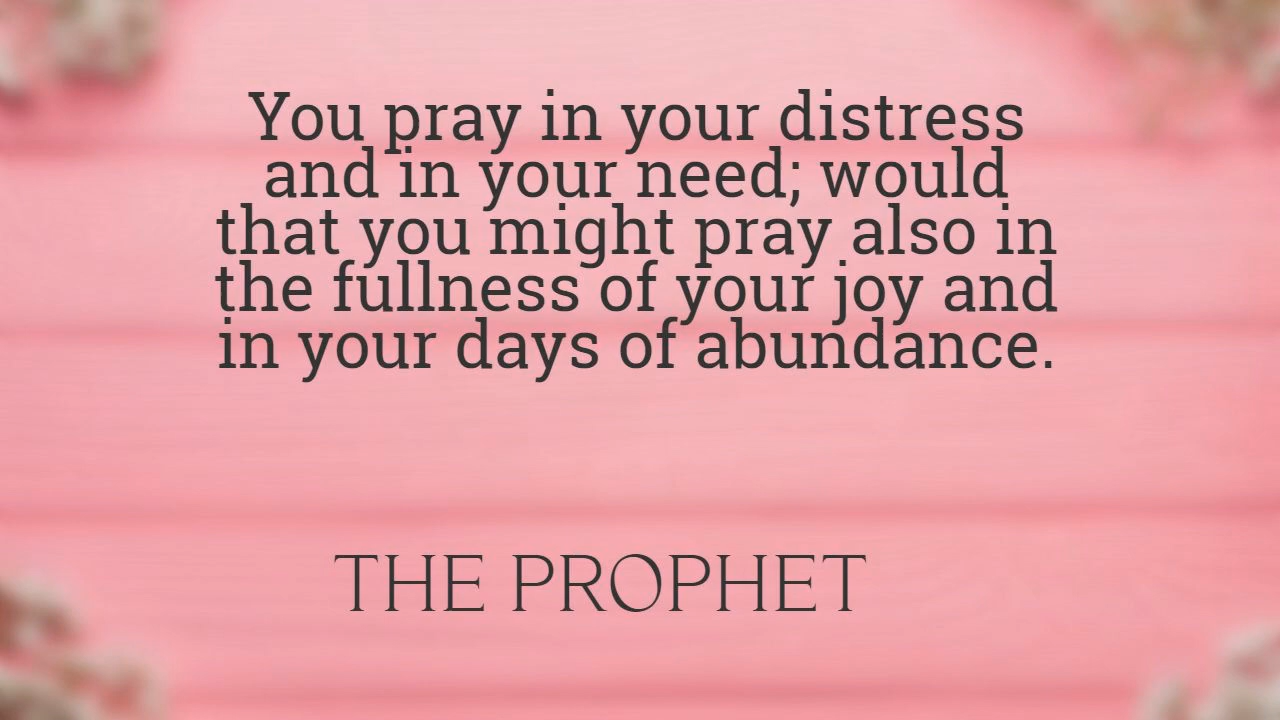 You pray in your distress
and in your need; would
that you might pray also in
the fullness of your joy and
in your days of abundance.
THE PROPHET